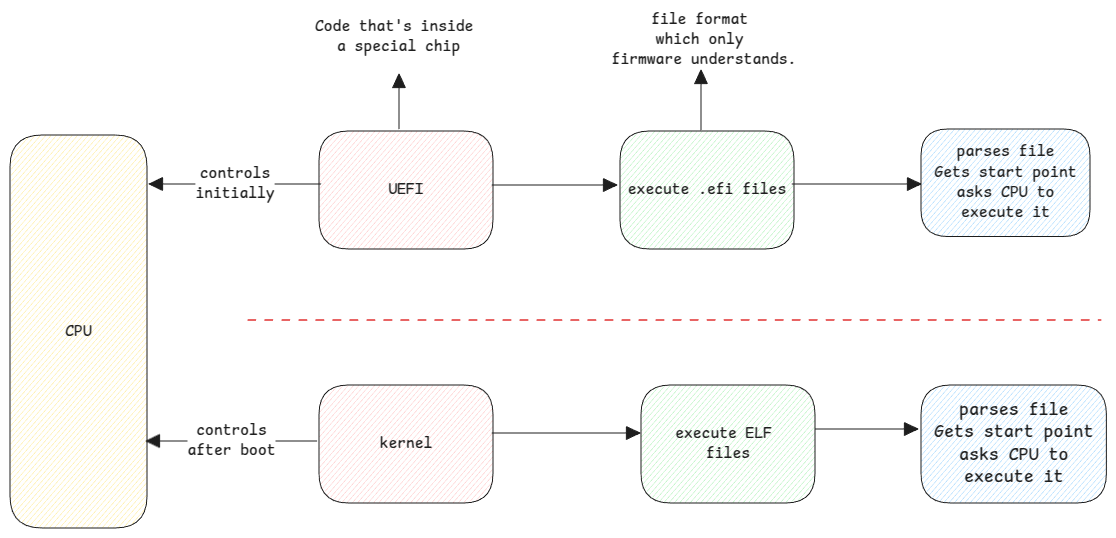 Code that's inside
a special chip
file format
which only
firmware understands.
controls
initially
UEFI
execute .efi files
parses file
Gets start point
asks CPU to
execute it
CPU
controls
after boot
kernel
execute ELF
files
parses file
Gets start point
asks CPU to
execute it